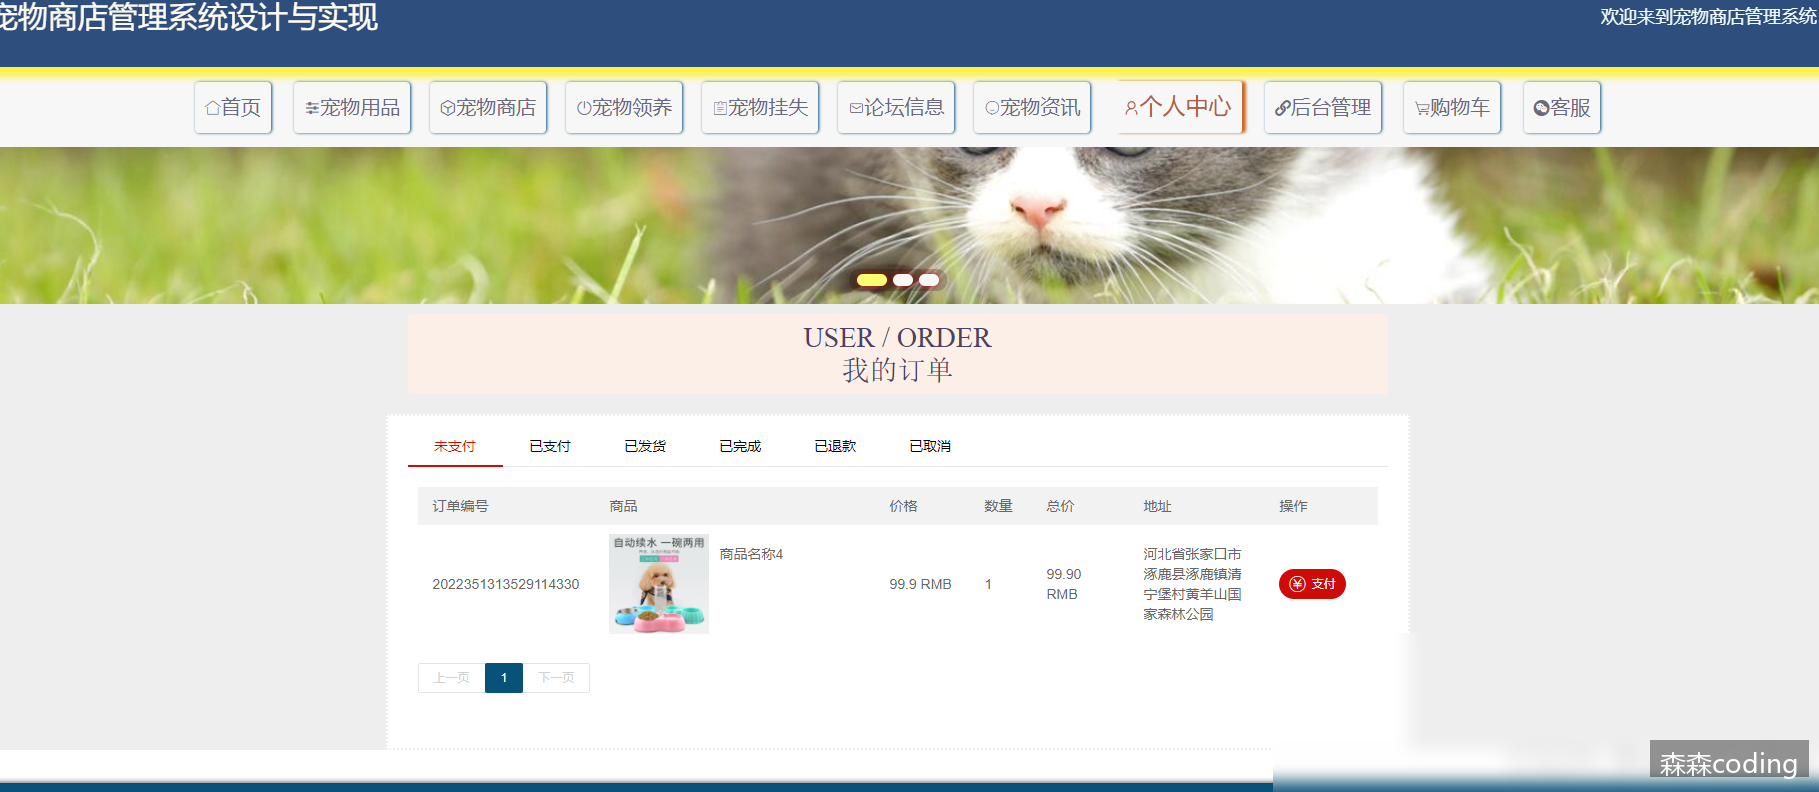 宠物商店管理系统设计与实现
欢迎来到宠物商店管理系统
首页 宠物用品 宠物商店 宠物领养 宠物挂失 论坛信息 宠物资讯 个人中心 后台管理 购物车 客服
USER / ORDER
我的订单
未支付 已支付 已发货 已完成 已退款 已取消
订单编号 商品 价格 数量 总价 地址 操作
自动续水 一碗两用
商品名称4
2022351313529114330
99.9 RMB
1
99.90
RMB
河北省张家口市
涿鹿县涿鹿镇清
宁堡村黄羊山国
家森林公园
支付
上一页 1 下一页
森森coding